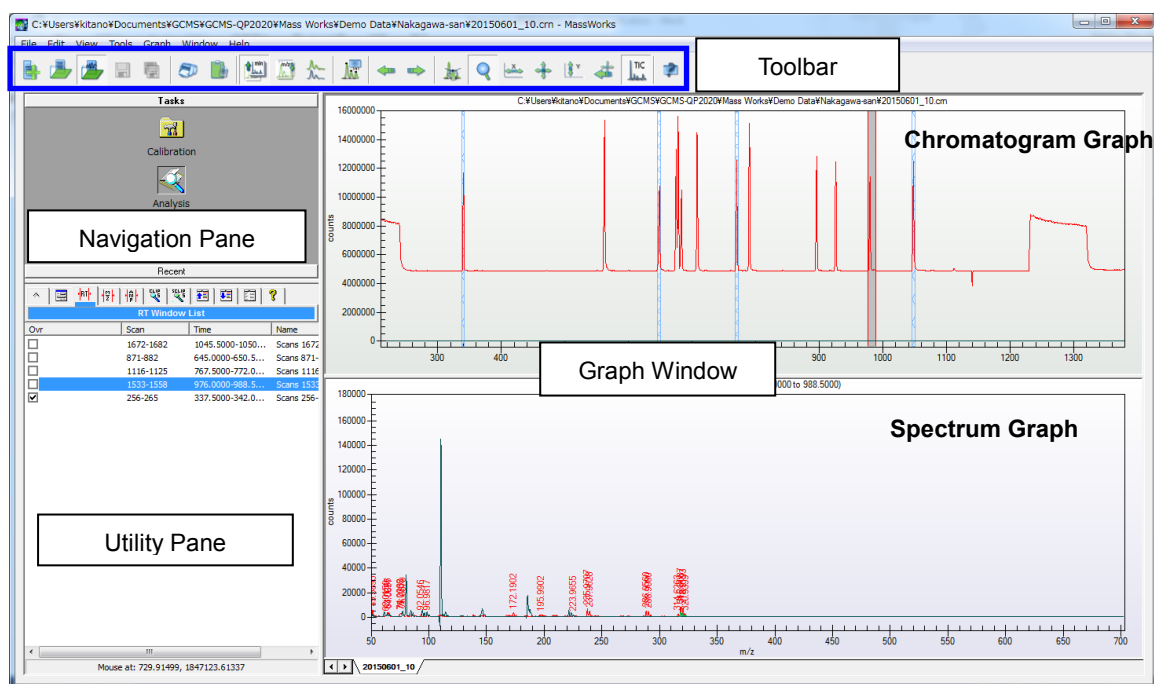 C:¥Users¥kitano¥Documents¥GCMS¥GCMS-QP2020¥Mass Works¥Demo Data¥Nakagawa-san¥20150601_10.crn - MassWorks
File Edit View Tools Graph Window Help
Toolbar
Tasks
Calibration
Analysis
Navigation Pane
Recent
RT Window List
Ovr Scan Time Name
1672-1682 1045.5000-1050... Scans 1672
871-882 645.0000-650.5... Scans 871-
1116-1125 767.5000-772.0... Scans 1116
1533-1558 976.0000-988.5... Scans 1533
256-265 337.5000-342.0... Scans 256-
Utility Pane
Mouse at: 729.91499, 1847123.61337
C:¥Users¥kitano¥Documents¥GCMS¥GCMS-QP2020¥Mass Works¥Demo Data¥Nakagawa-san¥20150601_10.crn
Chromatogram Graph
counts
16000000
14000000
12000000
10000000
8000000
6000000
4000000
2000000
0
300 400 900 1000 1100 1200 1300
Graph Window
000 to 988.5000)
Spectrum Graph
counts
180000
160000
140000
120000
100000
80000
60000
40000
20000
0
92.0546
96.9817
172.1902
195.9902
223.9655
50 100 150 200 250 300 350 400 450 500 550 600 650 700
m/z
20150601_10